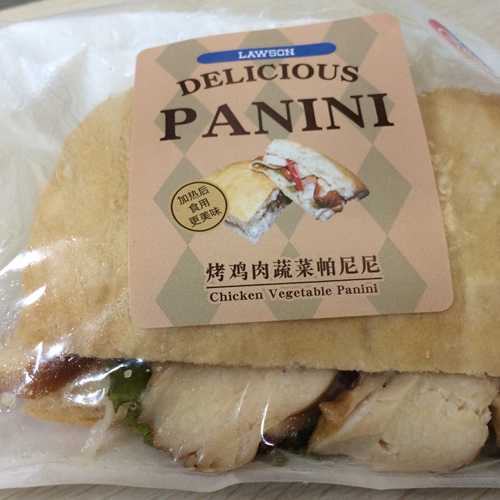 LAWSON
DELICIOUS
PANINI
加热后
食用
更美味
烤鸡肉蔬菜帕尼尼
Chicken Vegetable Panini